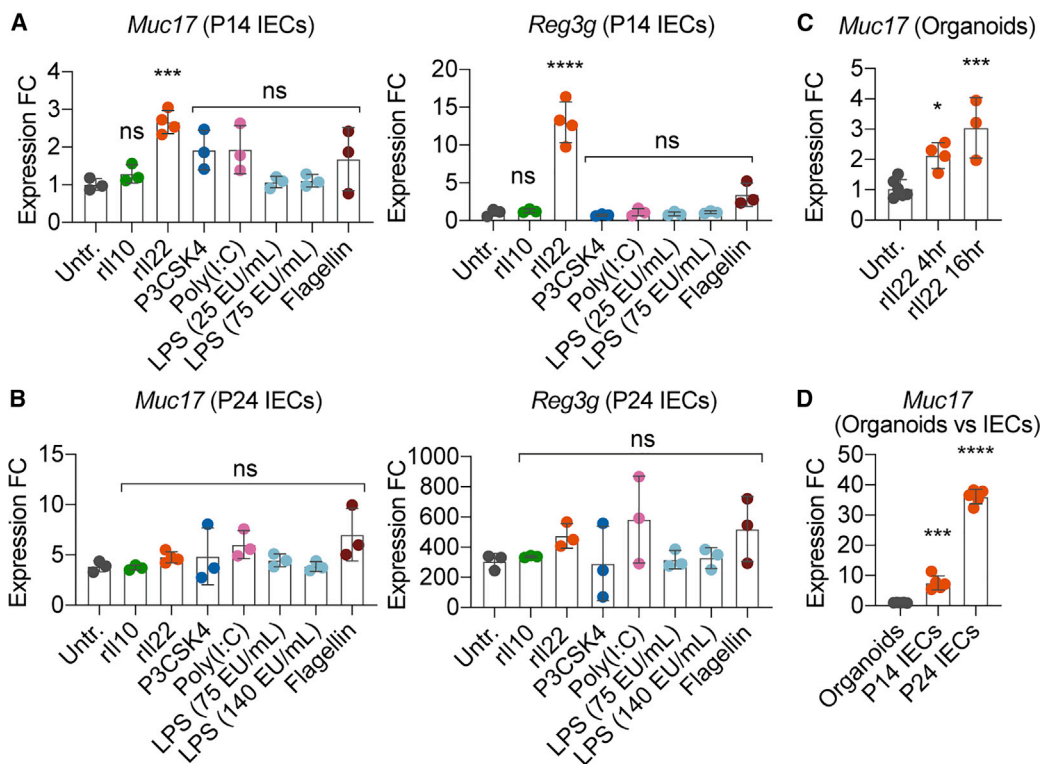 A
Muc17 (P14 IECs)
Expression FC
4
3
2
1
0
ns
***
ns
Untr.
rIl10
rIl22
P3CSK4
Poly(I:C)
LPS (25 EU/mL)
LPS (75 EU/mL)
Flagellin
Reg3g (P14 IECs)
Expression FC
20
15
10
5
0
ns
****
ns
Untr.
rIl10
rIl22
P3CSK4
Poly(I:C)
LPS (25 EU/mL)
LPS (75 EU/mL)
Flagellin
C
Muc17 (Organoids)
Expression FC
5
4
3
2
1
0
*
***
Untr.
rIl22 4hr
rIl22 16hr
B
Muc17 (P24 IECs)
Expression FC
15
10
5
0
ns
Untr.
rIl10
rIl22
P3CSK4
Poly(I:C)
LPS (75 EU/mL)
LPS (140 EU/mL)
Flagellin
Reg3g (P24 IECs)
Expression FC
1000
800
600
400
200
0
ns
Untr.
rIl10
rIl22
P3CSK4
Poly(I:C)
LPS (75 EU/mL)
LPS (140 EU/mL)
Flagellin
D
Muc17
(Organoids vs IECs)
Expression FC
50
40
30
20
10
0
***
****
Organoids
P14 IECs
P24 IECs